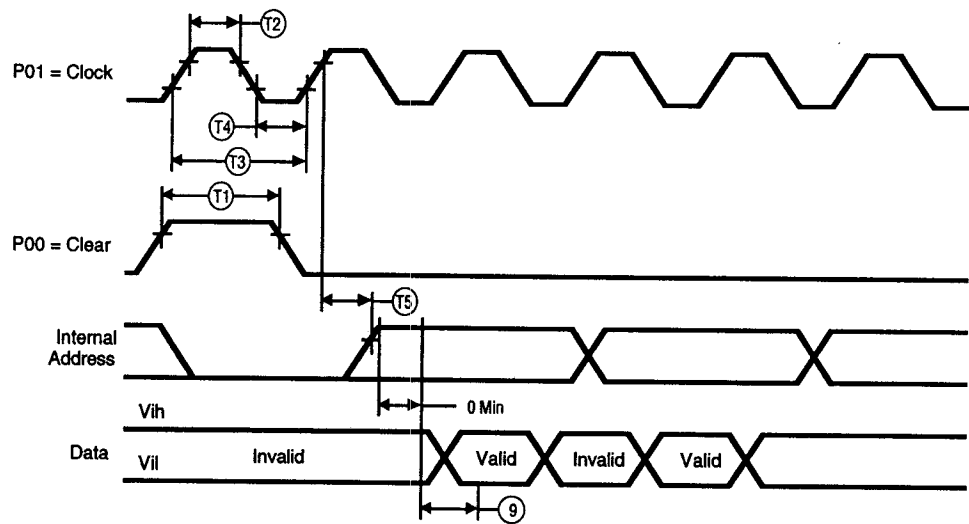 T2
P01 = Clock
T4
T3
T1
P00 = Clear
T5
Internal
Address
0 Min
Vih
Data
Vil
Invalid
Valid
Invalid
Valid
9